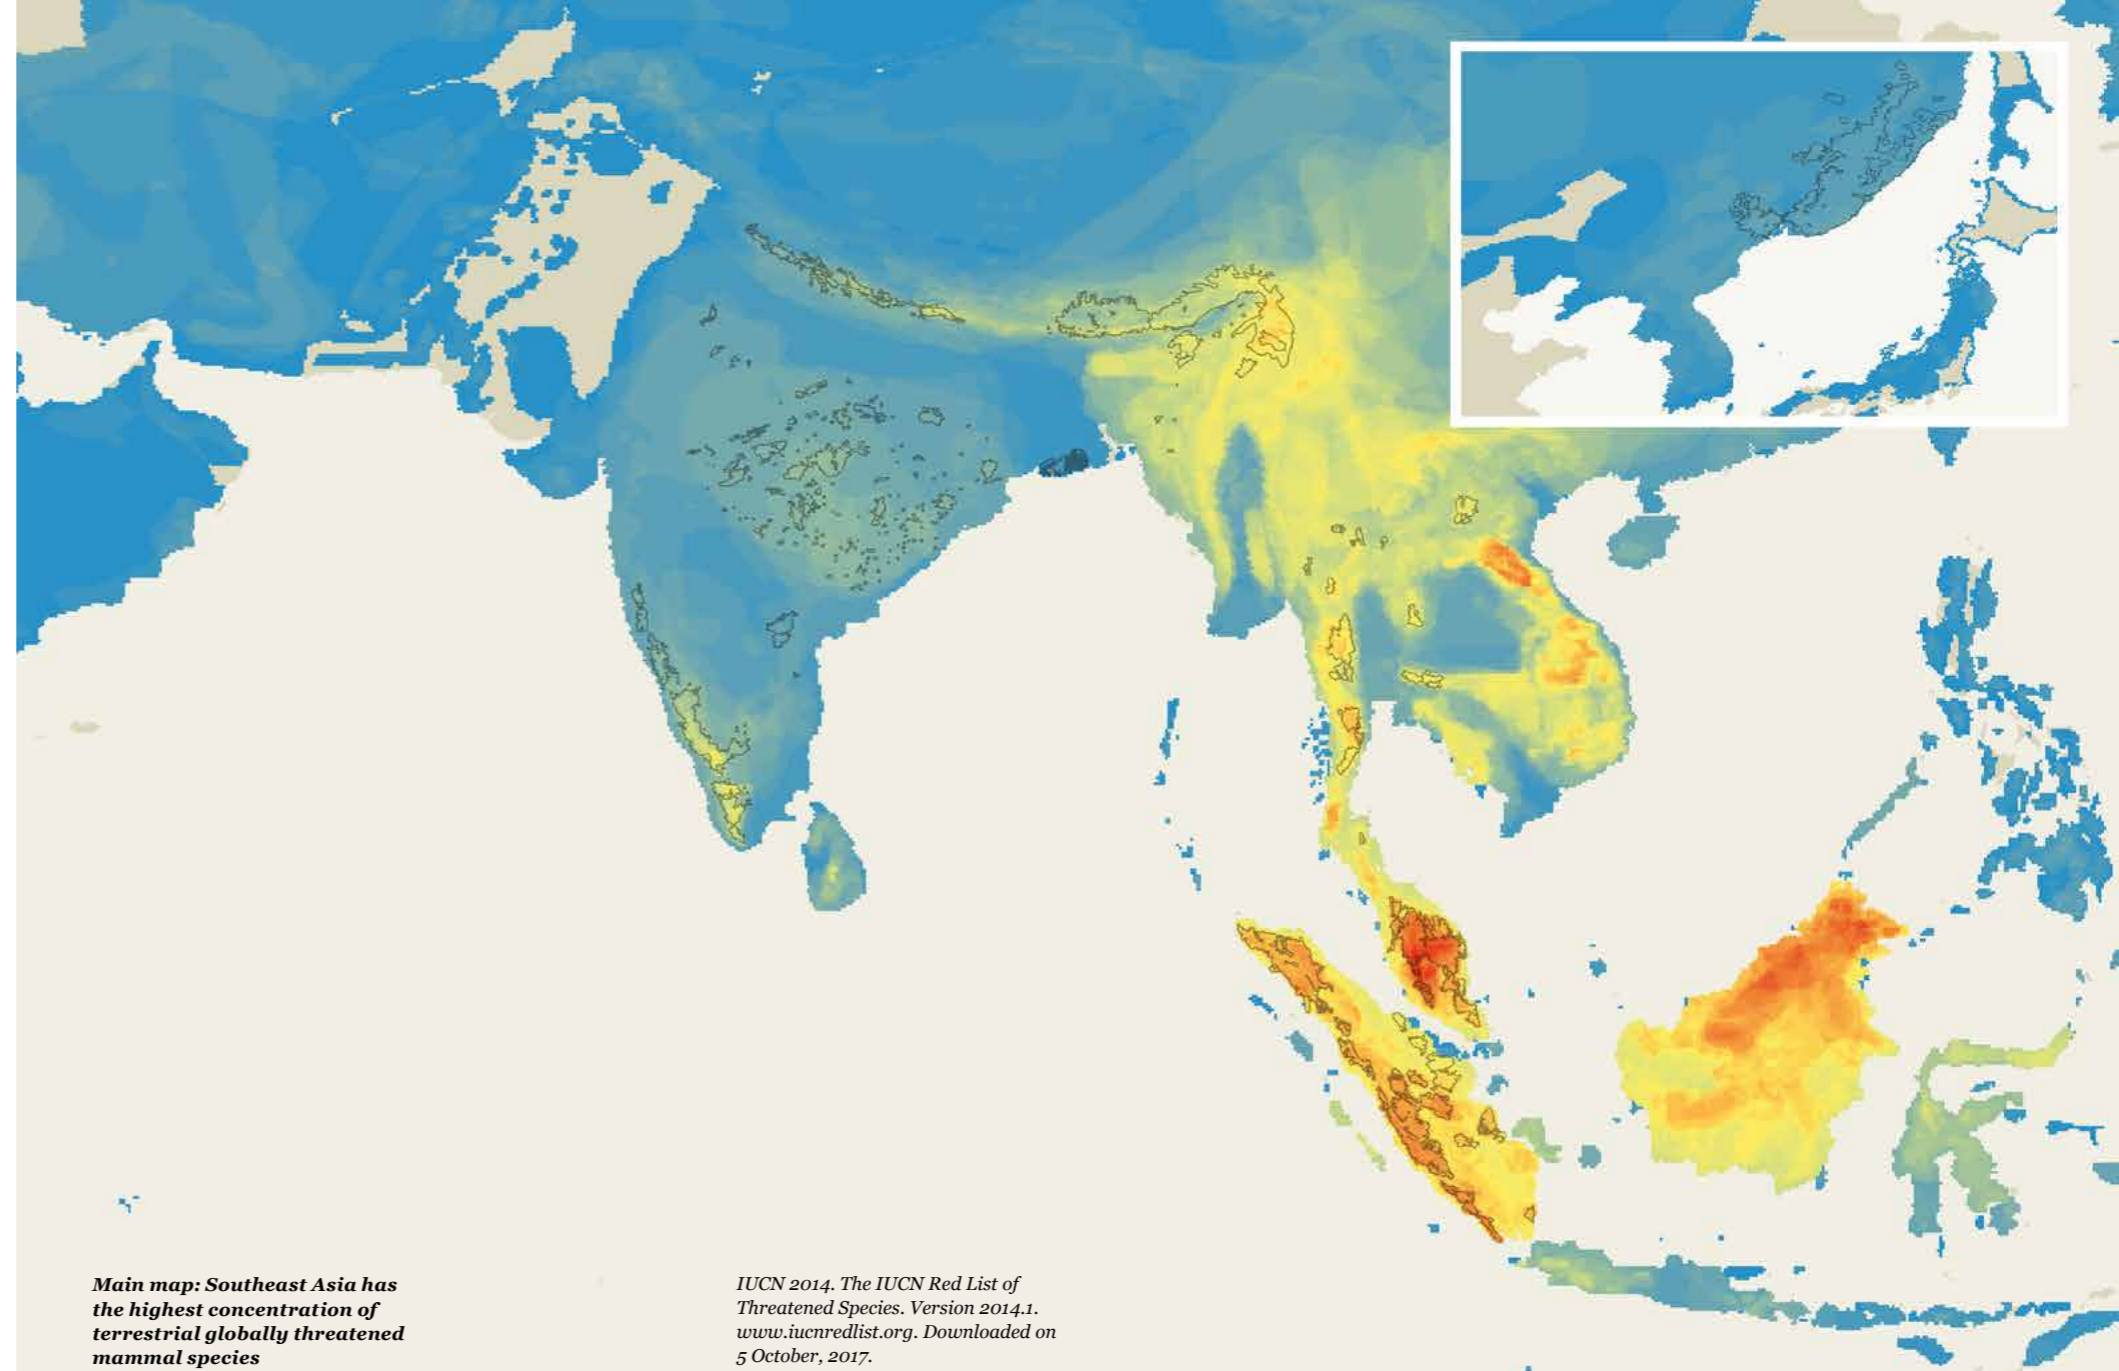 Main map: Southeast Asia has
the highest concentration of
terrestrial globally threatened
mammal species
IUCN 2014. The IUCN Red List of
Threatened Species. Version 2014.1.
www.iucnredlist.org. Downloaded on
5 October, 2017.